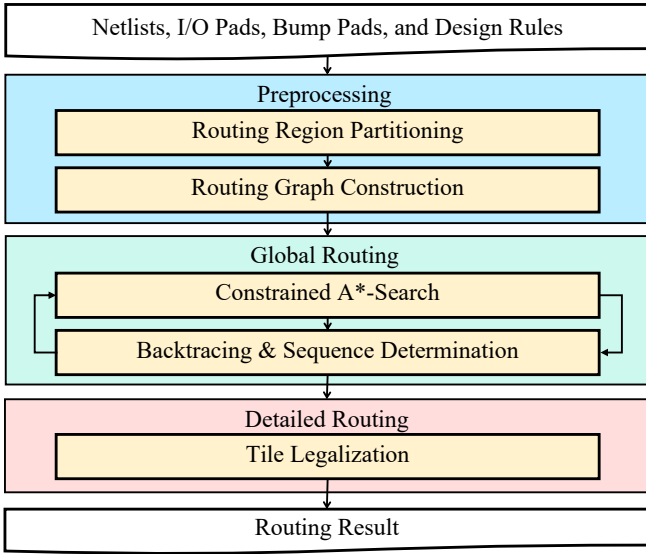 Netlists, I/O Pads, Bump Pads, and Design Rules
Preprocessing
Routing Region Partitioning
Routing Graph Construction
Global Routing
Constrained A*-Search
Backtracing & Sequence Determination
Detailed Routing
Tile Legalization
Routing Result